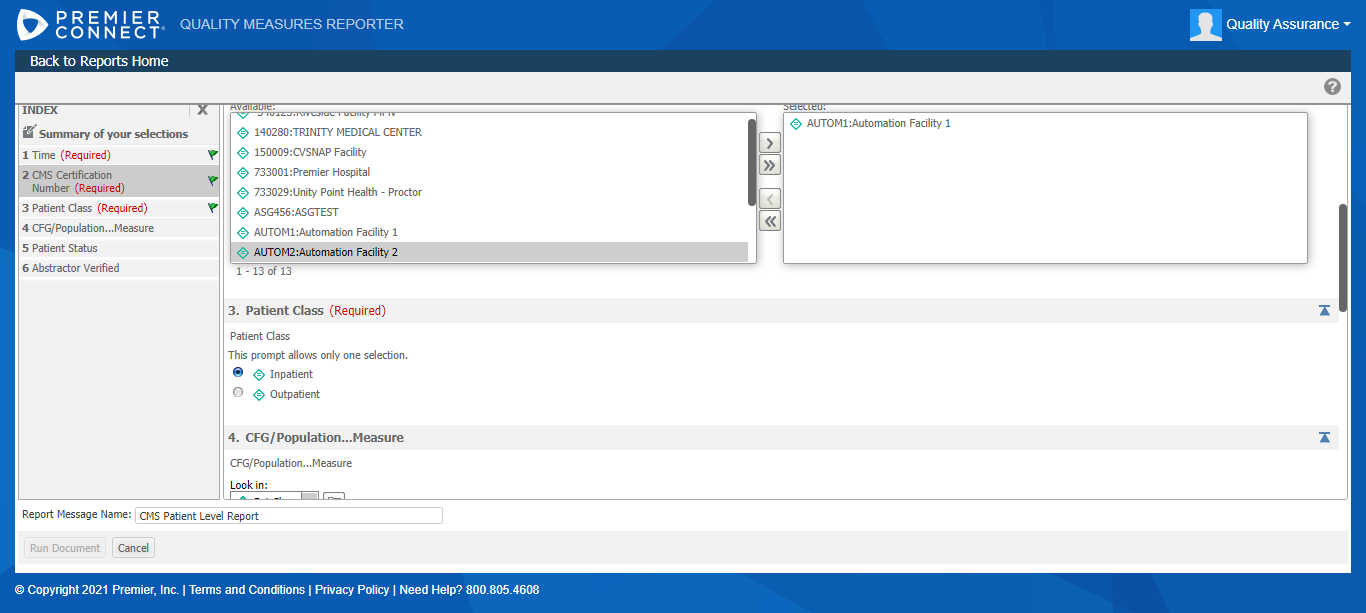 PREMIER CONNECT
QUALITY MEASURES REPORTER
Quality Assurance
Back to Reports Home
?
INDEX
X
Summary of your selections
1 Time (Required)
2 CMS Certification
Number (Required)
3 Patient Class (Required)
4 CFG/Population...Measure
5 Patient Status
6 Abstractor Verified
Available:
140280:TRINITY MEDICAL CENTER
150009:CVSNAP Facility
733001:Premier Hospital
733029:Unity Point Health - Proctor
ASG456:ASGTEST
AUTOM1:Automation Facility 1
AUTOM2:Automation Facility 2
1 - 13 of 13
Selected:
AUTOM1:Automation Facility 1
3. Patient Class (Required)
Patient Class
This prompt allows only one selection.
Inpatient
Outpatient
4. CFG/Population...Measure
CFG/Population...Measure
Look in:
Report Message Name: CMS Patient Level Report
Run Document Cancel
© Copyright 2021 Premier, Inc. | Terms and Conditions | Privacy Policy | Need Help? 800.805.4608